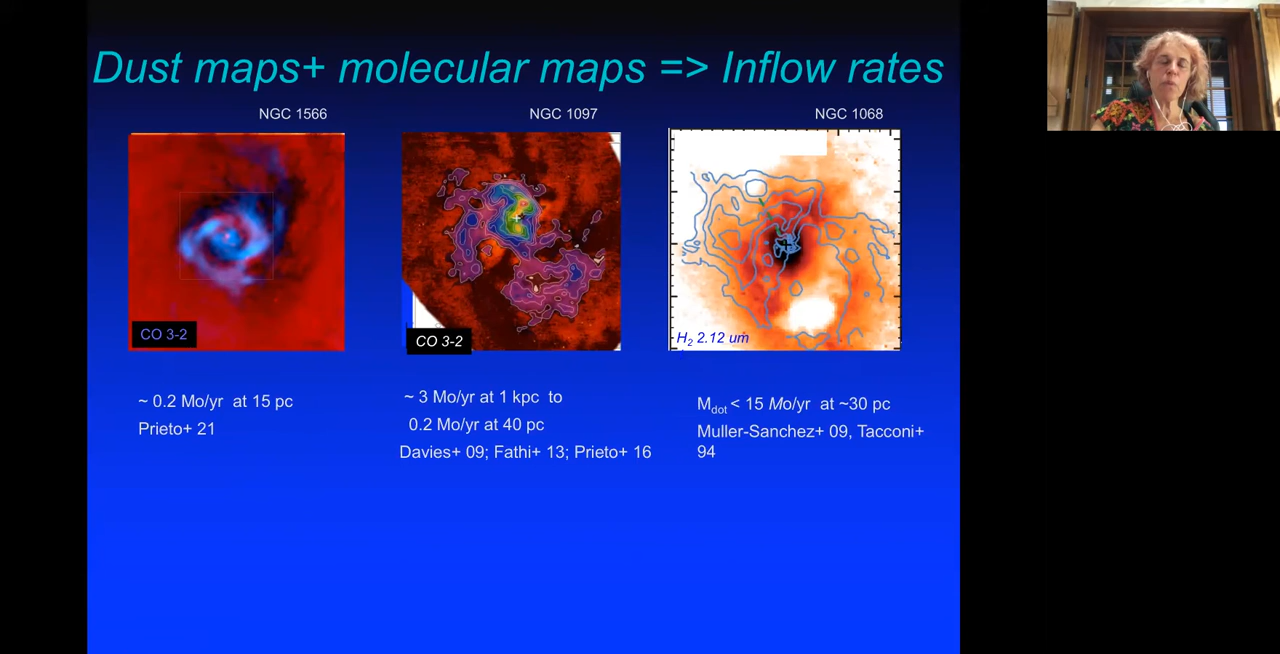 Dust maps+ molecular maps => Inflow rates
NGC 1566
NGC 1097
NGC 1068
CO 3-2
CO 3-2
H2 2.12 um
~ 0.2 Mo/yr at 15 pc
Prieto+ 21
~ 3 Mo/yr at 1 kpc to
0.2 Mo/yr at 40 pc
Davies+ 09; Fathi+ 13; Prieto+ 16
Mdot < 15 Mo/yr at ~30 pc
Muller-Sanchez+ 09, Tacconi+
94